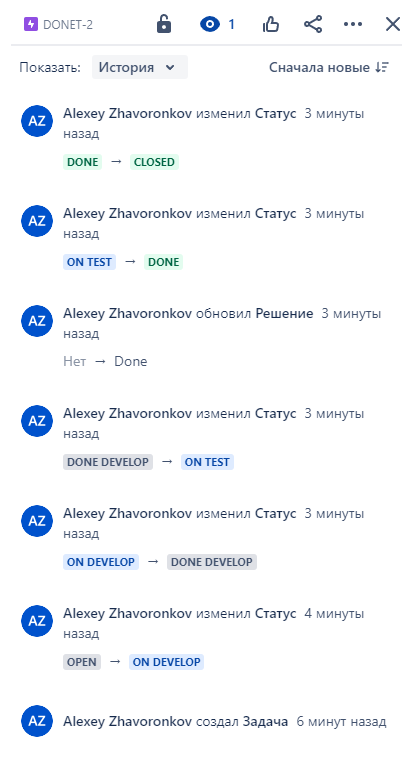 DONET-2 1
Показать: История Сначала новые
AZ Alexey Zhavoronkov изменил Статус 3 минуты
назад
DONE → CLOSED
AZ Alexey Zhavoronkov изменил Статус 3 минуты
назад
ON TEST → DONE
AZ Alexey Zhavoronkov обновил Решение 3 минуты
назад
Нет → Done
AZ Alexey Zhavoronkov изменил Статус 3 минуты
назад
DONE DEVELOP → ON TEST
AZ Alexey Zhavoronkov изменил Статус 3 минуты
назад
ON DEVELOP → DONE DEVELOP
AZ Alexey Zhavoronkov изменил Статус 4 минуты
назад
OPEN → ON DEVELOP
AZ Alexey Zhavoronkov создал Задача 6 минут назад